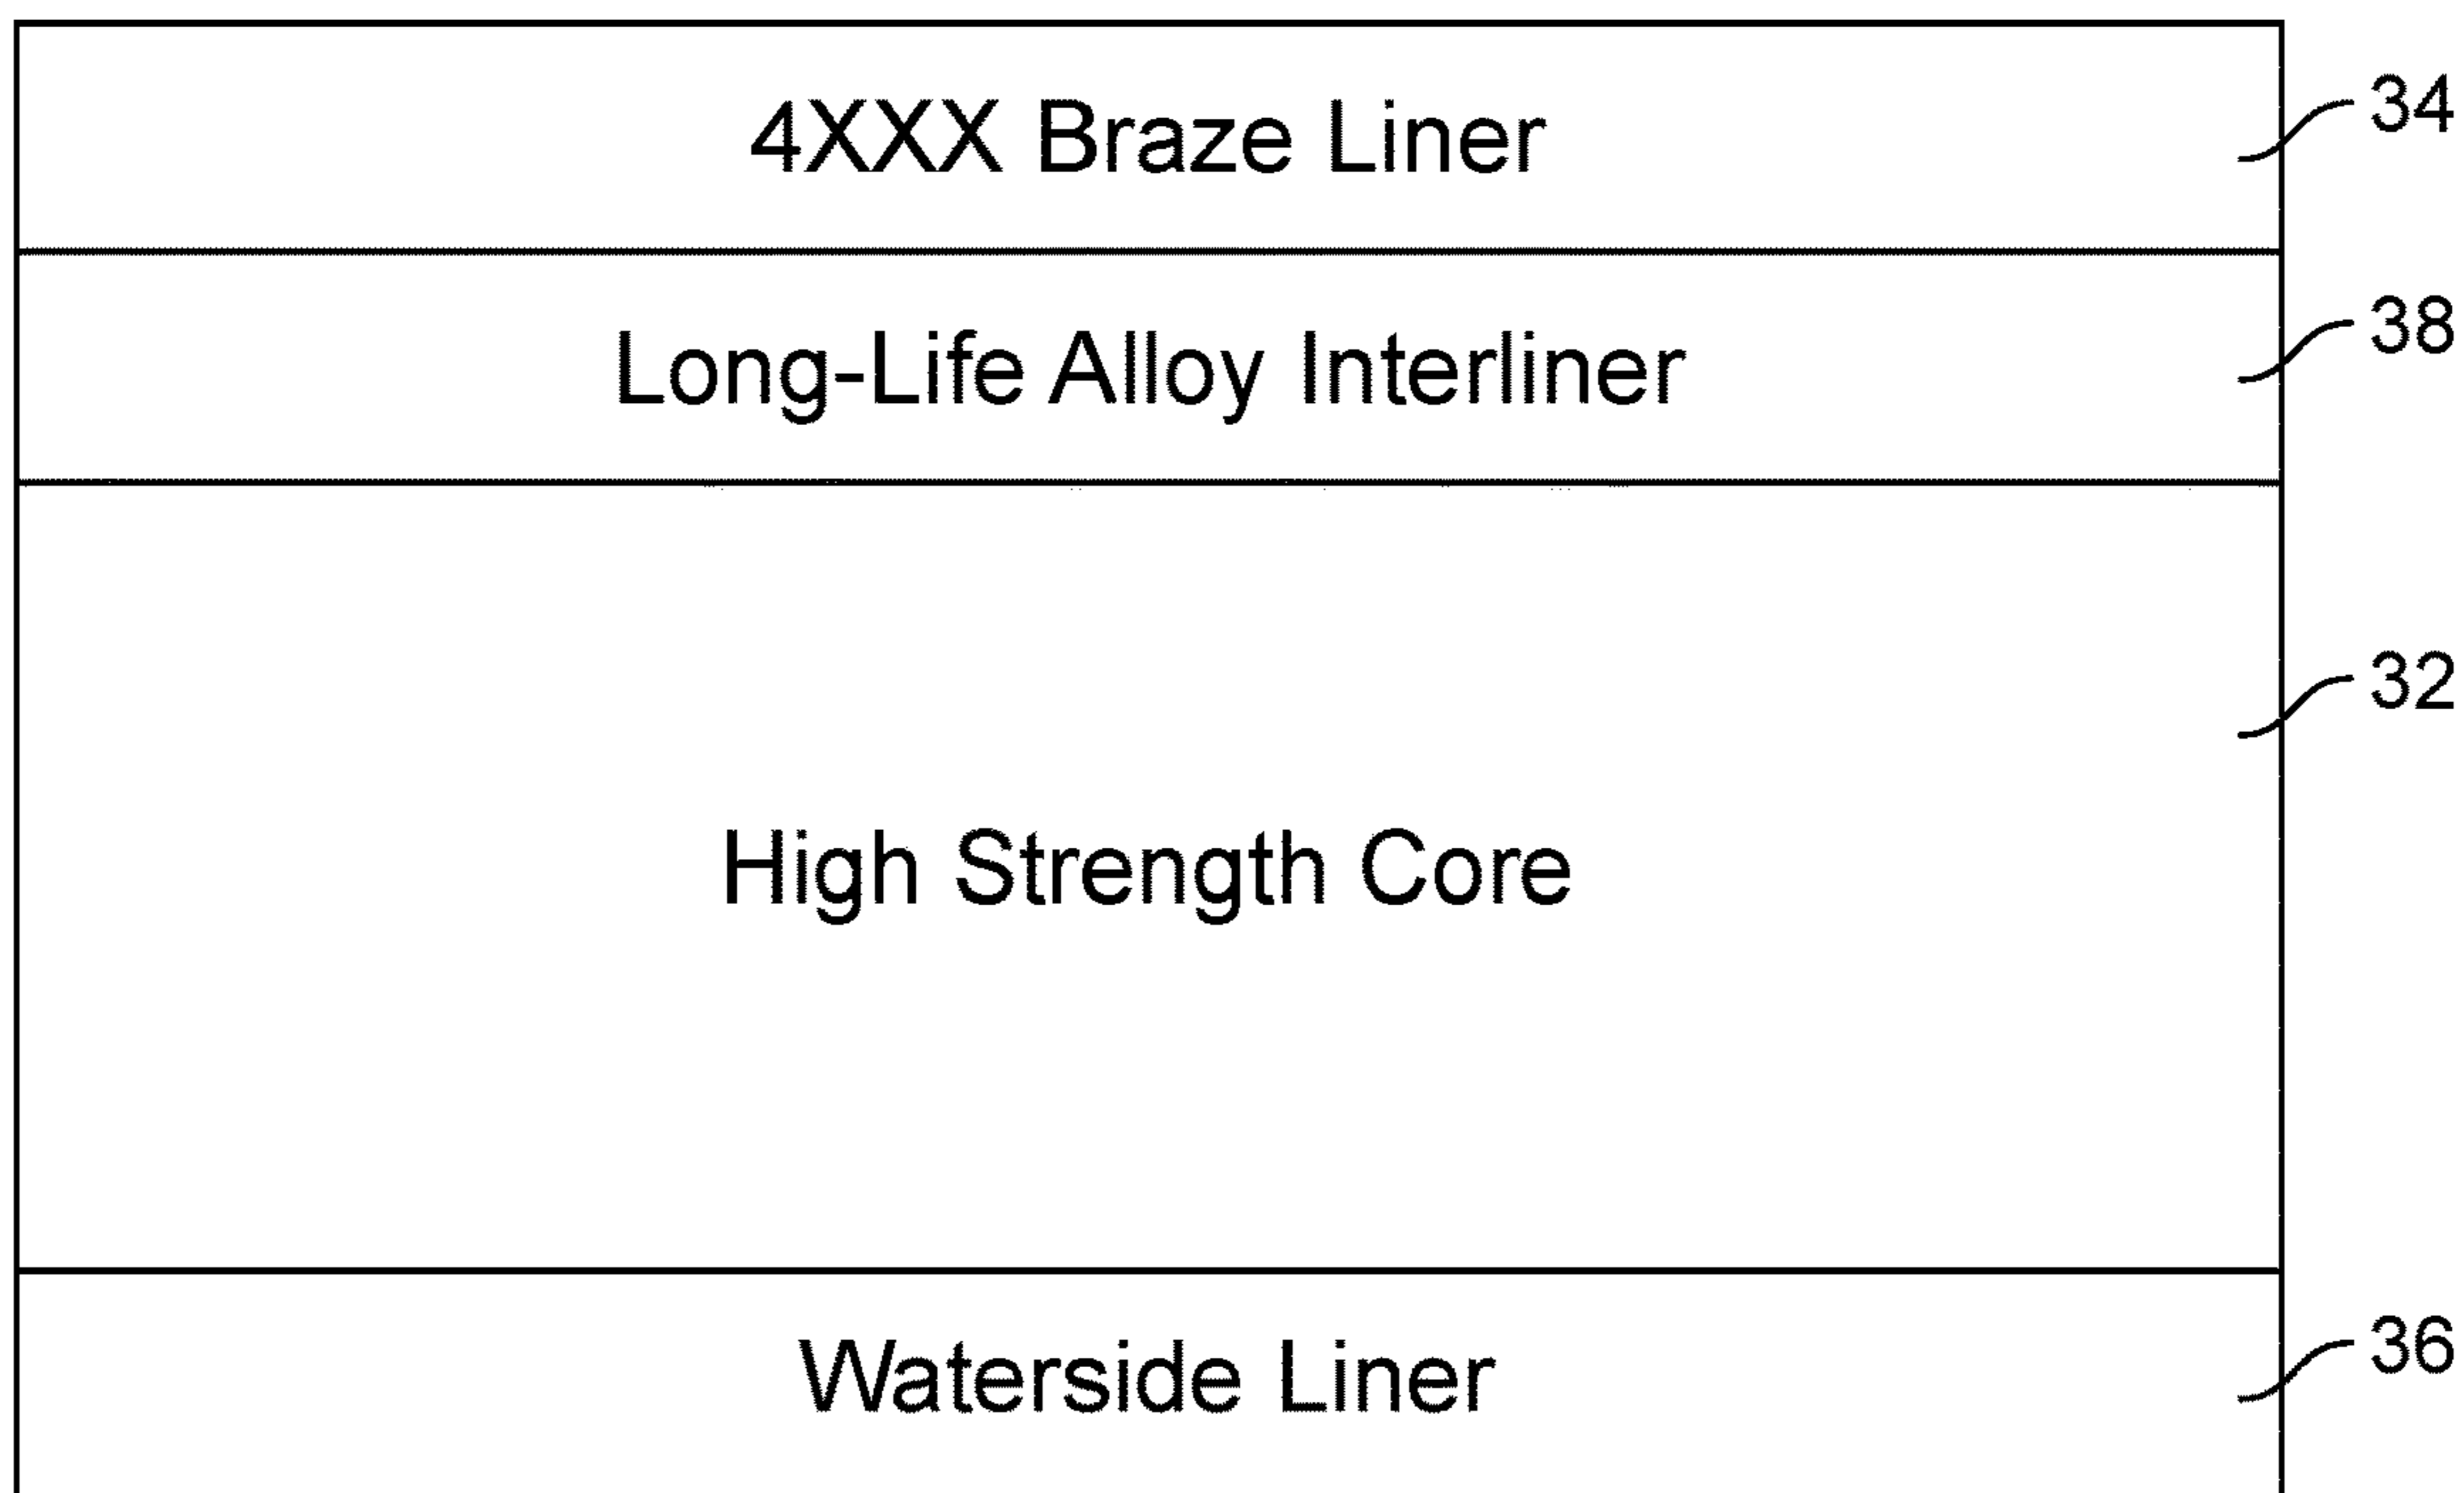 4XXX Braze Liner
34
Long-Life Alloy Interliner
38
32
High Strength Core
Waterside Liner
36